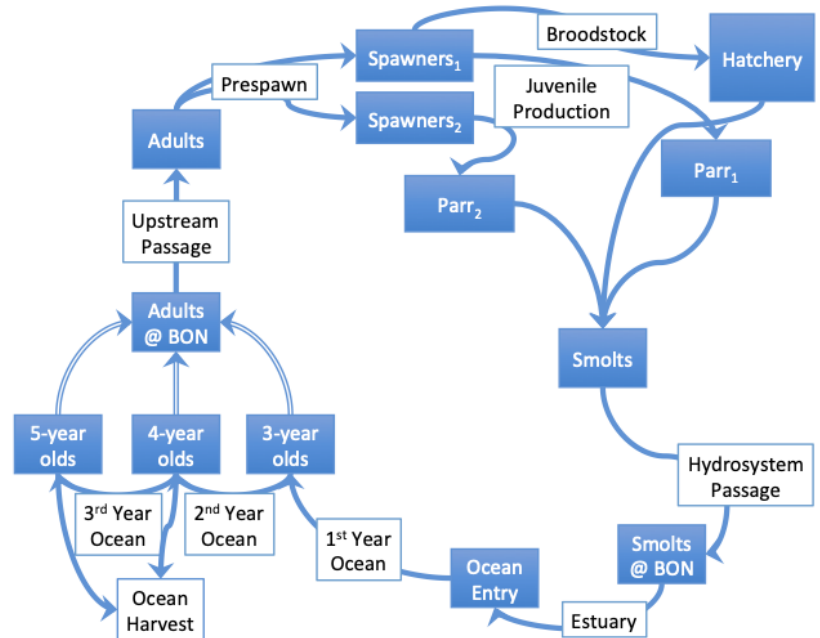 Broodstock
Spawners₁
Hatchery
Prespawn
Juvenile
Production
Spawners₂
Adults
Parr₁
Parr₂
Upstream
Passage
Adults
@ BON
Smolts
5-year
olds
4-year
olds
3-year
olds
Hydrosystem
Passage
3rd Year
Ocean
2nd Year
Ocean
1st Year
Ocean
Smolts
@ BON
Ocean
Entry
Ocean
Harvest
Estuary